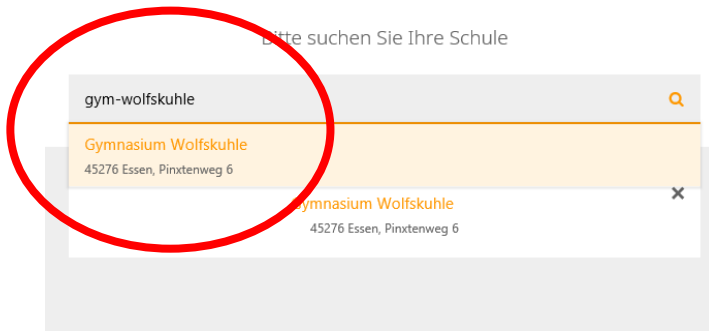 Bitte suchen Sie Ihre Schule
gym-wolfskuhle
Gymnasium Wolfskuhle
45276 Essen, Pinxtenweg 6
Gymnasium Wolfskuhle
45276 Essen, Pinxtenweg 6